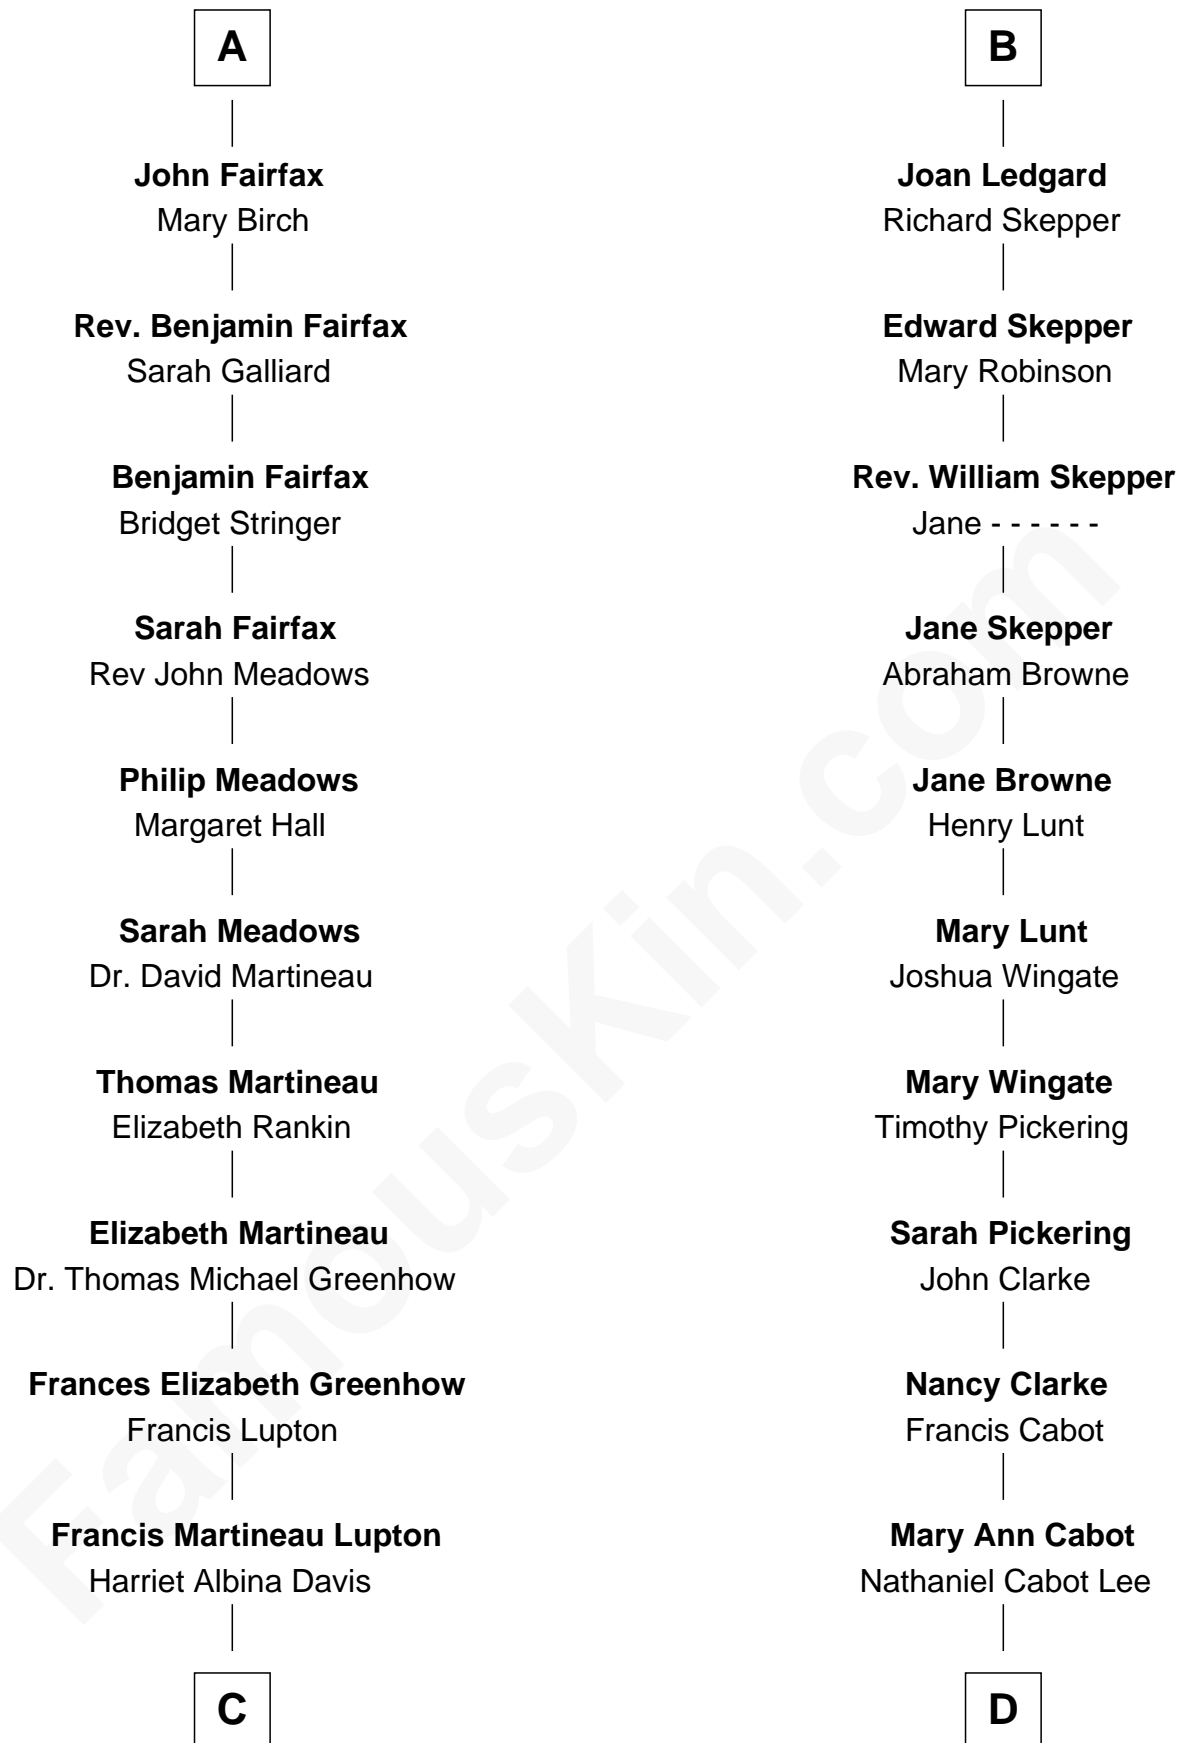 A
John Fairfax
Mary Birch
Rev. Benjamin Fairfax
Sarah Galliard
Benjamin Fairfax
Bridget Stringer
Sarah Fairfax
Rev John Meadows
Philip Meadows
Margaret Hall
Sarah Meadows
Dr. David Martineau
Thomas Martineau
Elizabeth Rankin
Elizabeth Martineau
Dr. Thomas Michael Greenhow
Frances Elizabeth Greenhow
Francis Lupton
Francis Martineau Lupton
Harriet Albina Davis
C
B
Joan Ledgard
Richard Skepper
Edward Skepper
Mary Robinson
Rev. William Skepper
Jane - - - - - -
Jane Skepper
Abraham Browne
Jane Browne
Henry Lunt
Mary Lunt
Joshua Wingate
Mary Wingate
Timothy Pickering
Sarah Pickering
John Clarke
Nancy Clarke
Francis Cabot
Mary Ann Cabot
Nathaniel Cabot Lee
D
FamousKin.com